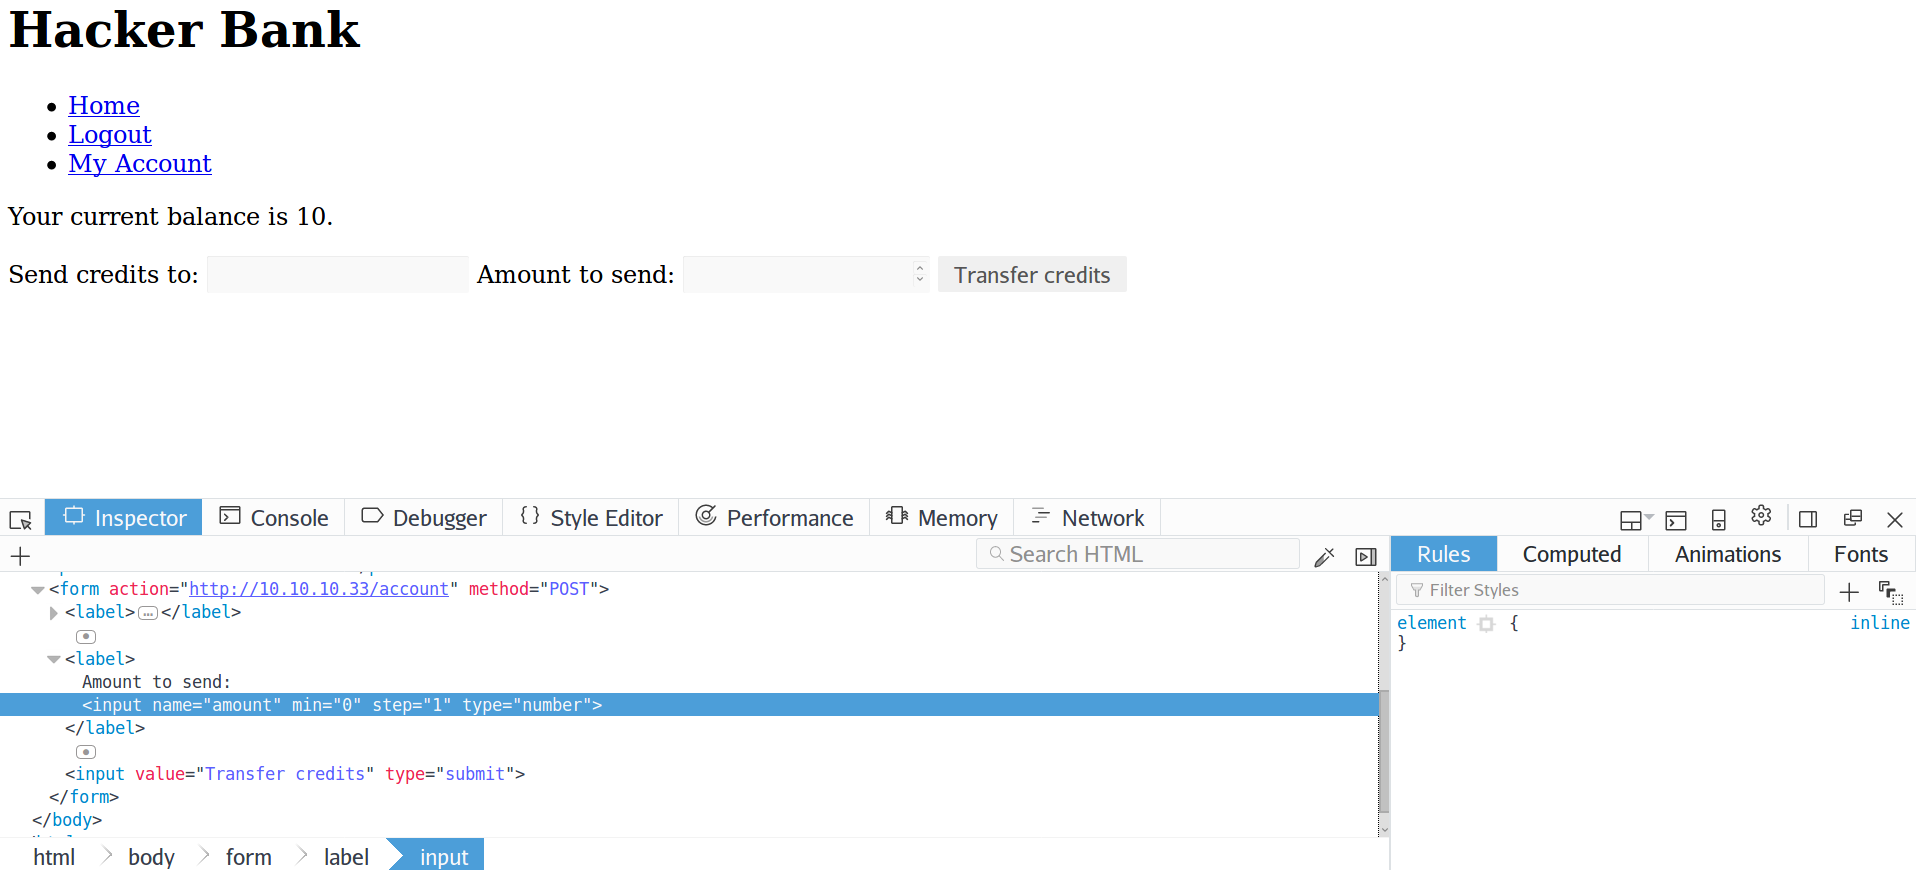 Hacker Bank
Home
Logout
My Account
Your current balance is 10.
Send credits to: Amount to send: Transfer credits
Inspector Console Debugger { } Style Editor Performance Memory Network
+ Search HTML Rules Computed Animations Fonts
<form action="http://10.10.10.33/account" method="POST">
<label>…</label>
<label>
Amount to send:
<input name="amount" min="0" step="1" type="number">
</label>
<input value="Transfer credits" type="submit">
</form>
</body>
Filter Styles +
element { inline
}
html body form label input